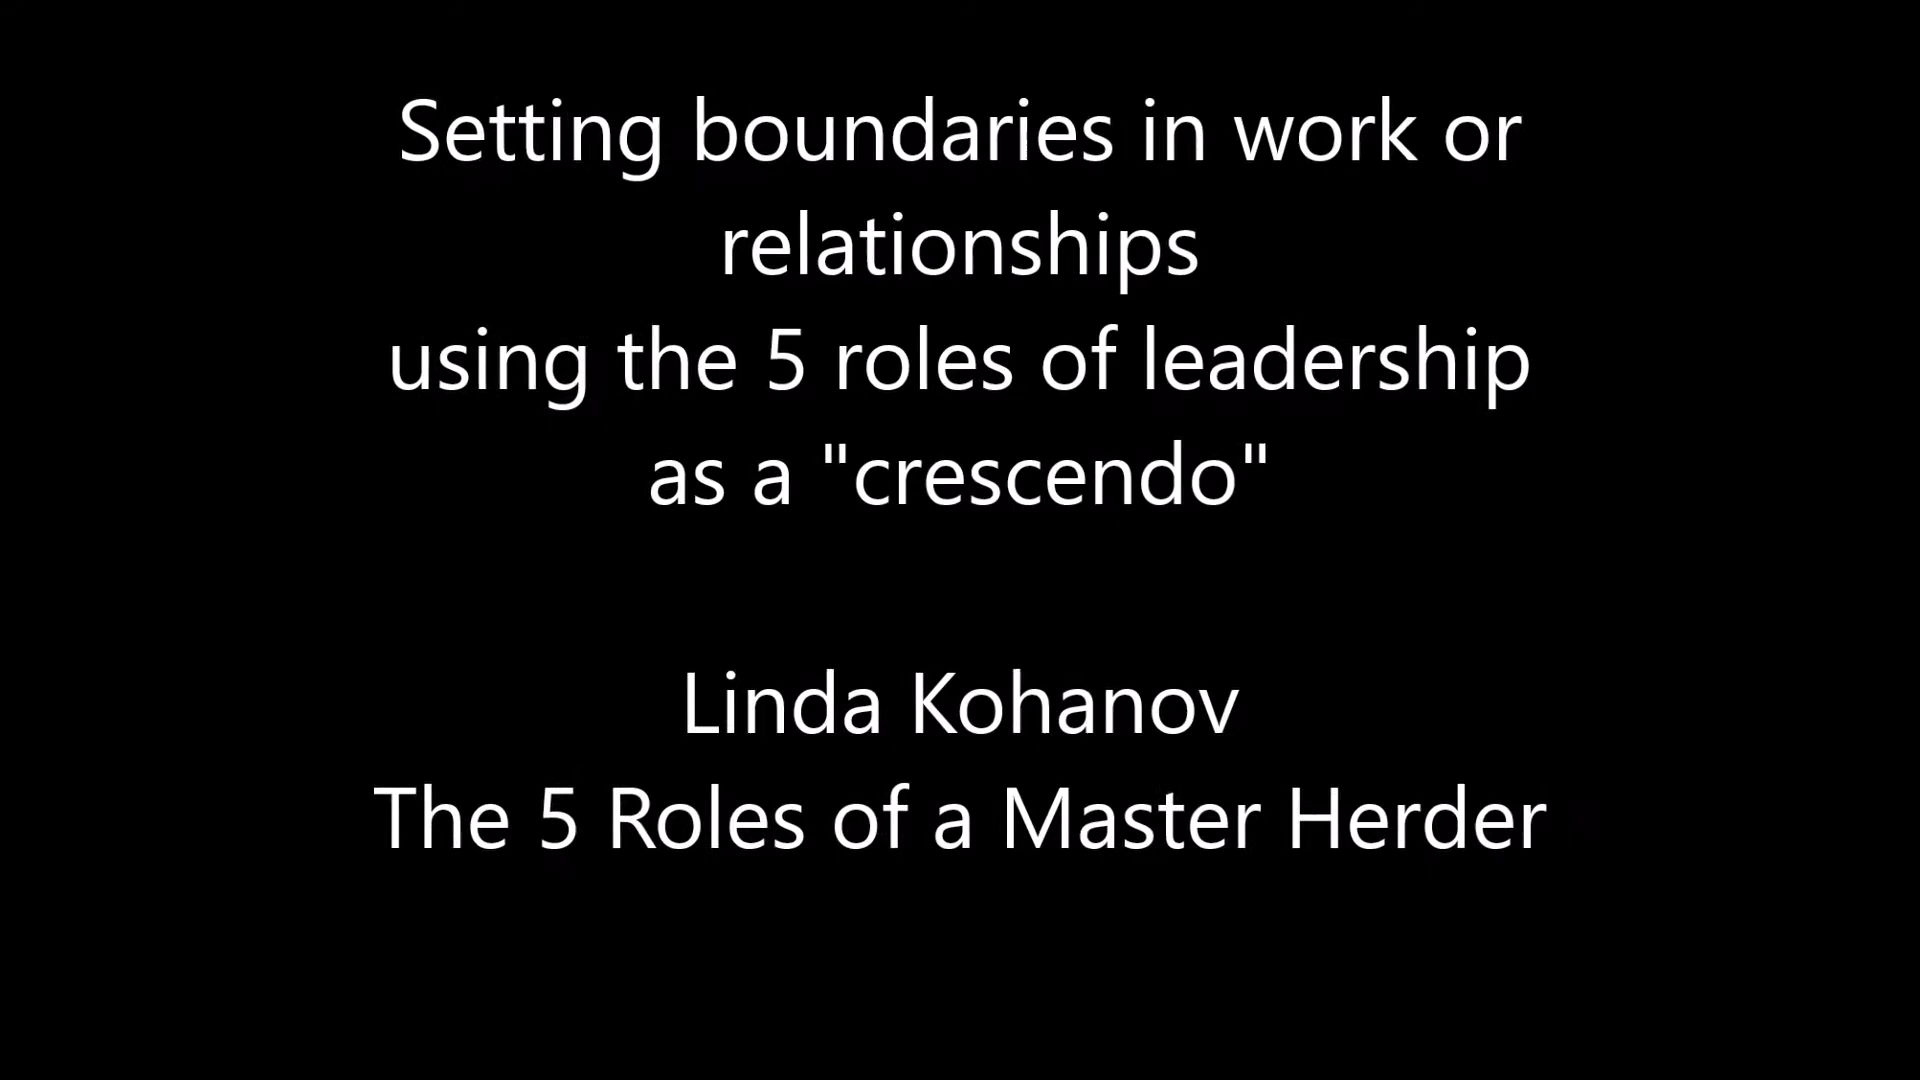 Setting boundaries in work or
relationships
using the 5 roles of leadership
as a "crescendo"
Linda Kohanov
The 5 Roles of a Master Herder